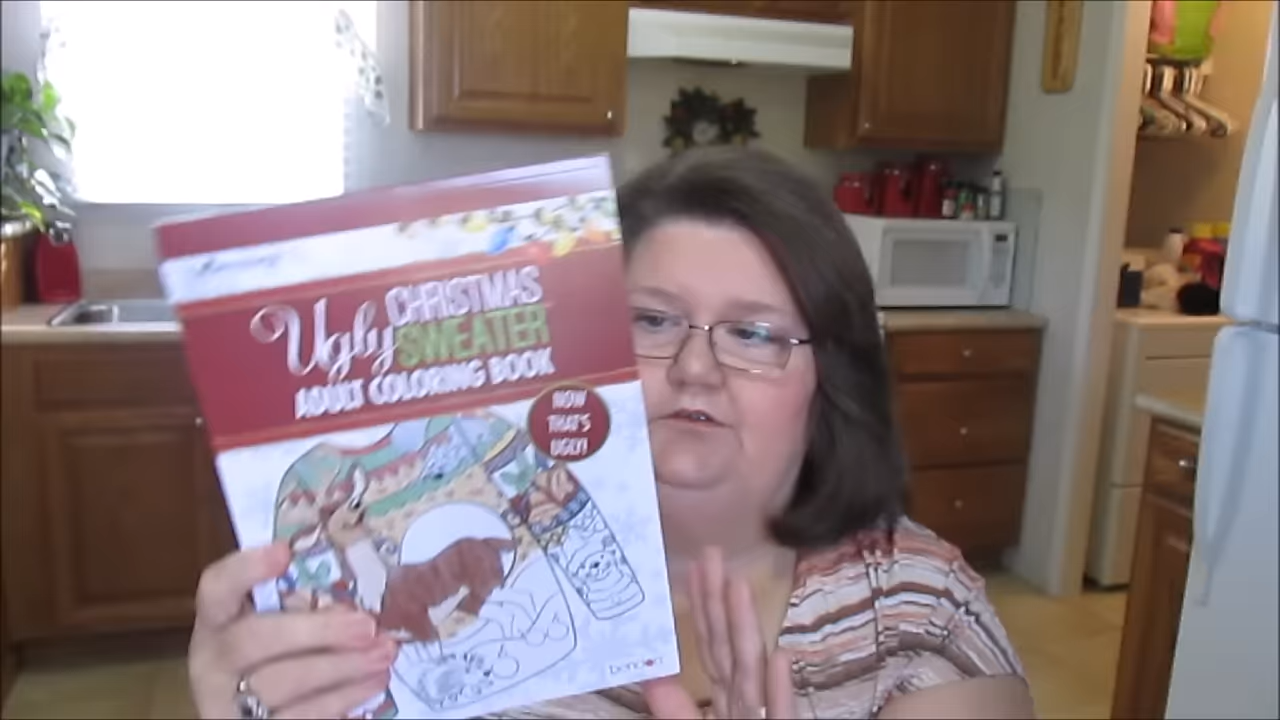 Ugly CHRISTMAS
SWEATER
ADULT COLORING BOOK
NOW
THAT'S
UGLY!
bendon